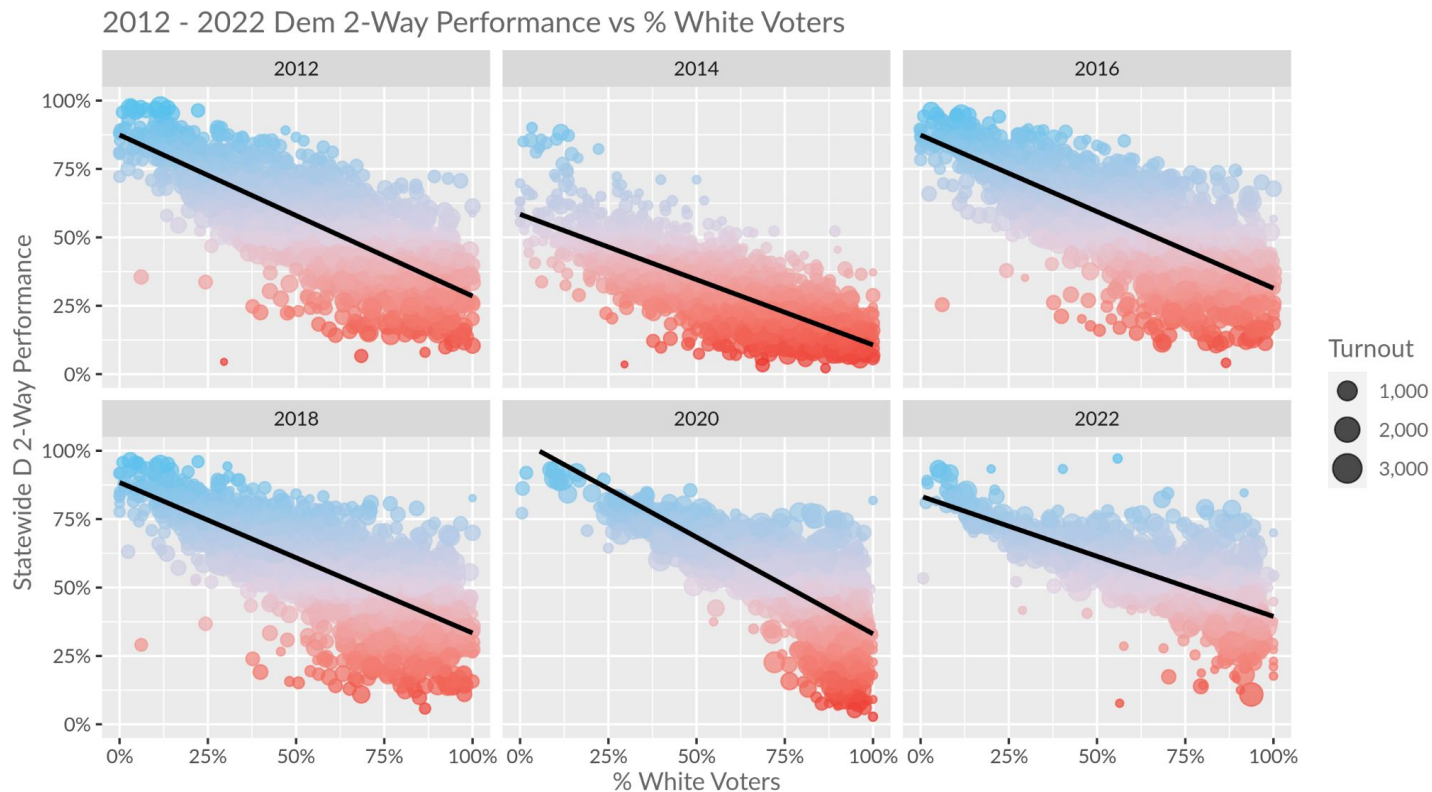 2012 - 2022 Dem 2-Way Performance vs % White Voters
2012 2014 2016
100%
75%
50%
25%
0%
2018 2020 2022
100%
75%
50%
25%
0%
0% 25% 50% 75% 100% 0% 25% 50% 75% 100% 0% 25% 50% 75% 100%
% White Voters
Statewide D 2-Way Performance
Turnout
1,000
2,000
3,000